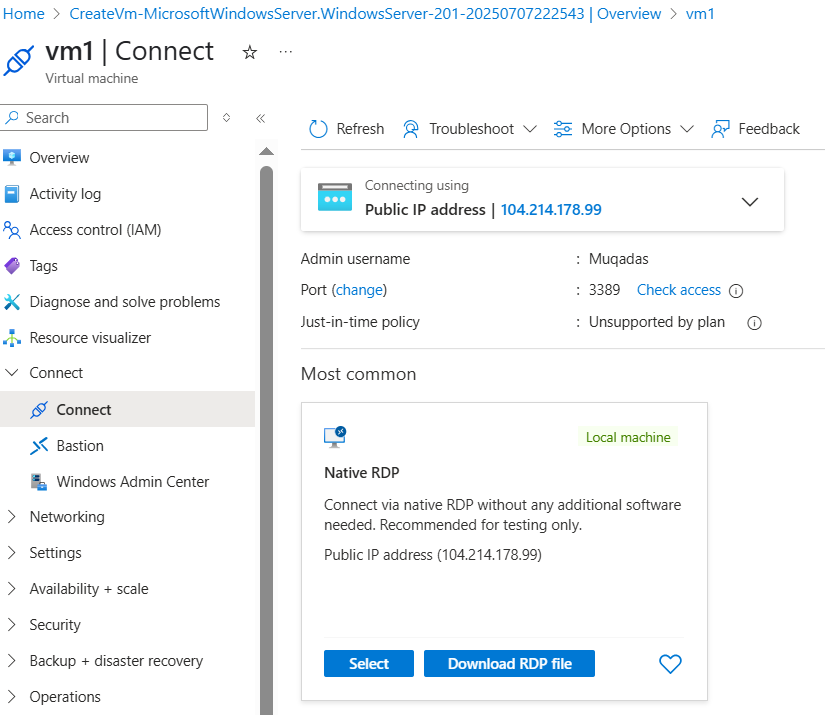 Home > CreateVm-MicrosoftWindowsServer.WindowsServer-201-20250707222543 | Overview > vm1
vm1 | Connect
Virtual machine
Search
Overview
Activity log
Access control (IAM)
Tags
Diagnose and solve problems
Resource visualizer
Connect
Connect
Bastion
Windows Admin Center
Networking
Settings
Availability + scale
Security
Backup + disaster recovery
Operations
Refresh Troubleshoot More Options Feedback
Connecting using
Public IP address | 104.214.178.99
Admin username : Muqadas
Port (change) : 3389 Check access
Just-in-time policy : Unsupported by plan
Most common
Local machine
Native RDP
Connect via native RDP without any additional software
needed. Recommended for testing only.
Public IP address (104.214.178.99)
Select Download RDP file